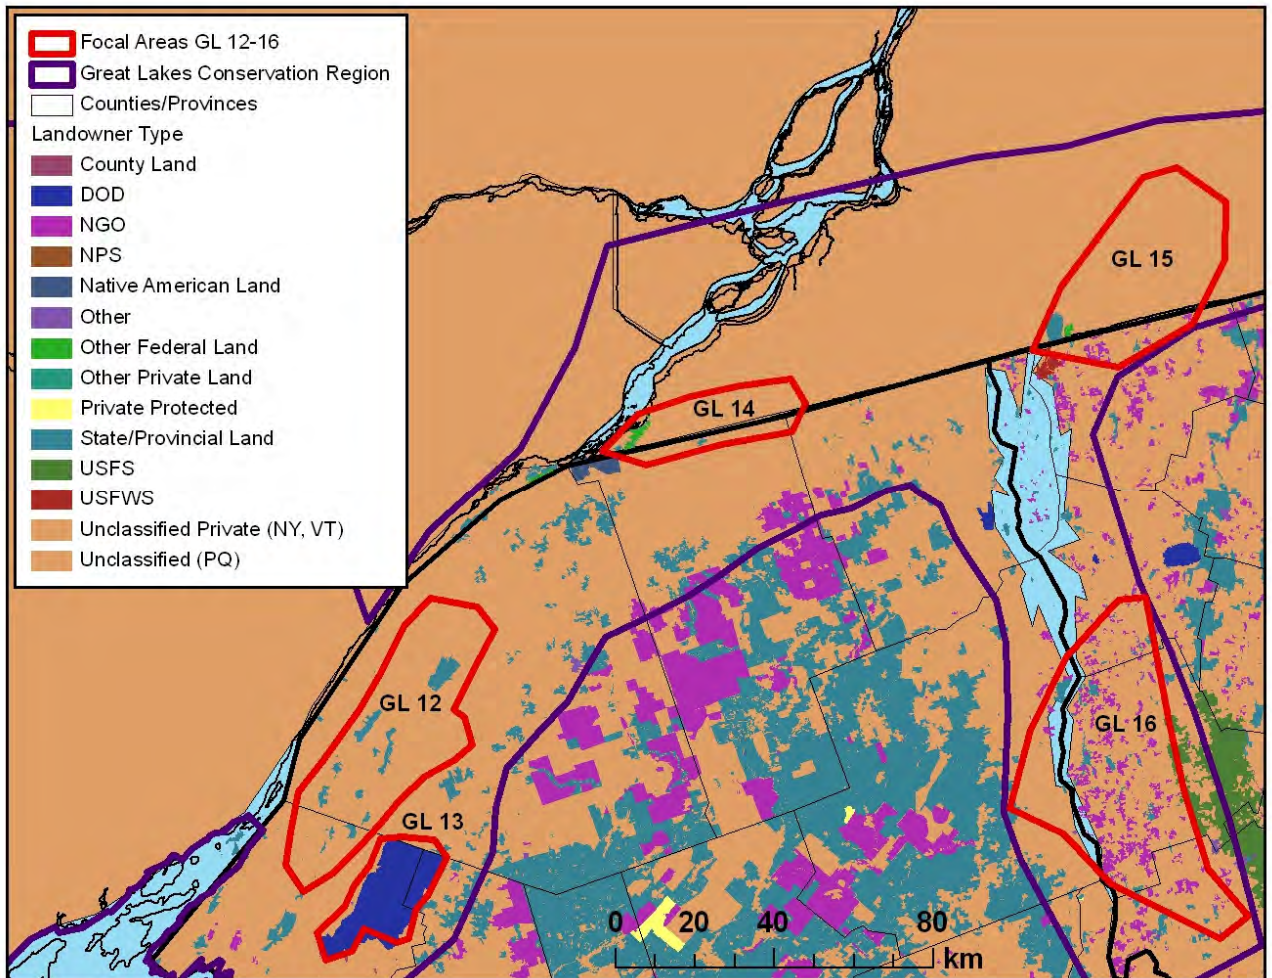 Focal Areas GL 12-16
Great Lakes Conservation Region
Counties/Provinces
Landowner Type
County Land
DOD
NGO
NPS
Native American Land
Other
Other Federal Land
Other Private Land
Private Protected
State/Provincial Land
USFS
USFWS
Unclassified Private (NY, VT)
Unclassified (PQ)
GL 15
GL 14
GL 12
GL 16
GL 13
0 20 40 80
km